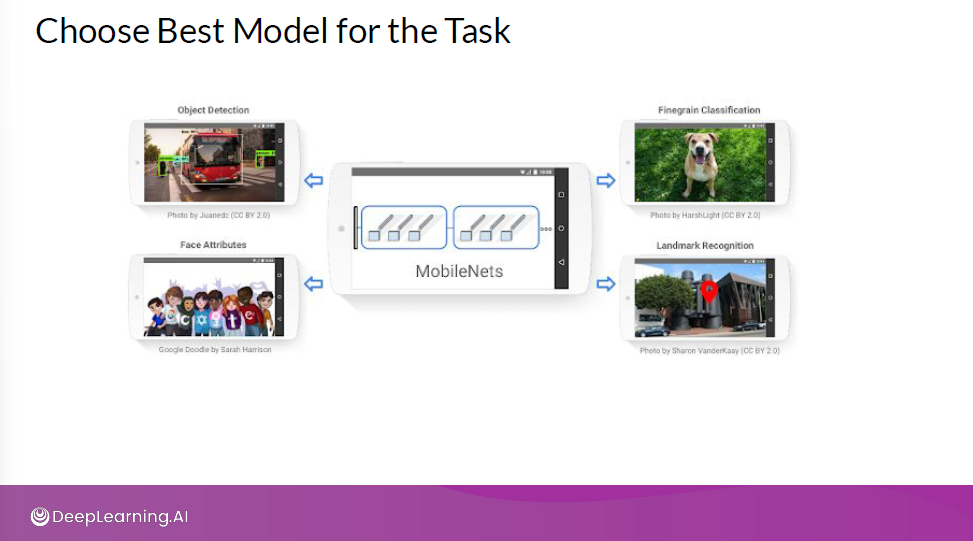 Choose Best Model for the Task
Object Detection
Photo by Juanedc (CC BY 2.0)
Face Attributes
Google Doodle by Sarah Harrison
MobileNets
Finegrain Classification
Photo by HarshLight (CC BY 2.0)
Landmark Recognition
Photo by Sharon VanderKaay (CC BY 2.0)
DeepLearning.AI